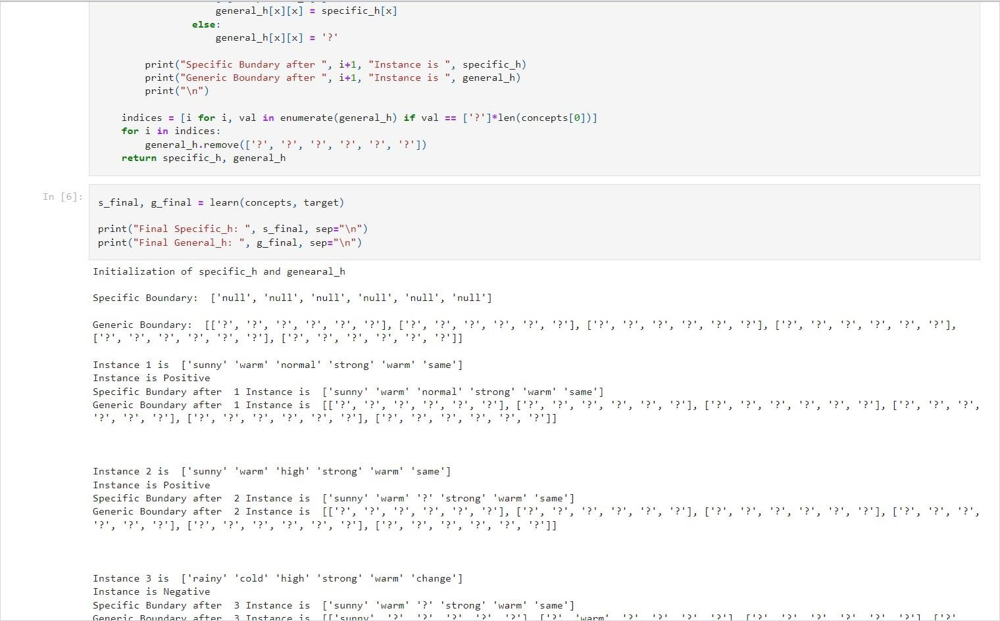 general_h[x][x] = specific_h[x]
else:
general_h[x][x] = '?'
print("Specific Bundary after ", i+1, "Instance is ", specific_h)
print("Generic Boundary after ", i+1, "Instance is ", general_h)
print("\n")
indices = [i for i, val in enumerate(general_h) if val == ['?']*len(concepts[0])]
for i in indices:
general_h.remove(['?', '?', '?', '?', '?', '?'])
return specific_h, general_h
In [6]:
s_final, g_final = learn(concepts, target)
print("Final Specific_h: ", s_final, sep="\n")
print("Final General_h: ", g_final, sep="\n")
Initialization of specific_h and genearal_h
Specific Boundary:  ['null', 'null', 'null', 'null', 'null', 'null']
Generic Boundary:  [['?', '?', '?', '?', '?', '?'], ['?', '?', '?', '?', '?', '?'], ['?', '?', '?', '?', '?', '?'], ['?', '?', '?', '?', '?', '?'],
['?', '?', '?', '?', '?', '?'], ['?', '?', '?', '?', '?', '?']]
Instance 1 is  ['sunny' 'warm' 'normal' 'strong' 'warm' 'same']
Instance is Positive
Specific Bundary after  1 Instance is  ['sunny' 'warm' 'normal' 'strong' 'warm' 'same']
Generic Boundary after  1 Instance is  [['?', '?', '?', '?', '?', '?'], ['?', '?', '?', '?', '?', '?'], ['?', '?', '?', '?', '?', '?'], ['?', '?', '?',
'?', '?', '?'], ['?', '?', '?', '?', '?', '?'], ['?', '?', '?', '?', '?', '?']]
Instance 2 is  ['sunny' 'warm' 'high' 'strong' 'warm' 'same']
Instance is Positive
Specific Bundary after  2 Instance is  ['sunny' 'warm' '?' 'strong' 'warm' 'same']
Generic Boundary after  2 Instance is  [['?', '?', '?', '?', '?', '?'], ['?', '?', '?', '?', '?', '?'], ['?', '?', '?', '?', '?', '?'], ['?', '?', '?',
'?', '?', '?'], ['?', '?', '?', '?', '?', '?'], ['?', '?', '?', '?', '?', '?']]
Instance 3 is  ['rainy' 'cold' 'high' 'strong' 'warm' 'change']
Instance is Negative
Specific Bundary after  3 Instance is  ['sunny' 'warm' '?' 'strong' 'warm' 'same']
Generic Boundary after  3 Instance is  [['sunny', '?', '?', '?', '?', '?'], ['?', 'warm', '?', '?', '?', '?'], ['?', '?', '?', '?', '?', '?'], ['?',